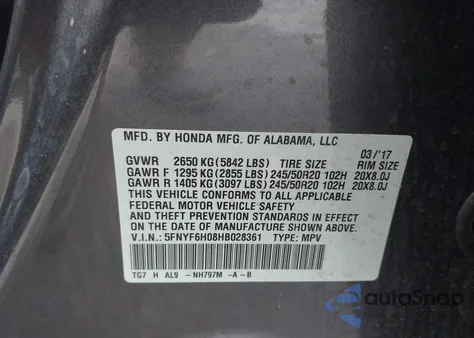 MFD. BY HONDA MFG. OF ALABAMA, LLC
03/'17
GVWR 2650 KG(5842 LBS) TIRE SIZE RIM SIZE
GAWR F 1295 KG(2855 LBS) 245/50R20 102H 20X8.0J
GAWR R 1405 KG(3097 LBS) 245/50R20 102H 20X8.0J
THIS VEHICLE CONFORMS TO ALL APPLICABLE
FEDERAL MOTOR VEHICLE SAFETY
AND THEFT PREVENTION STANDARDS IN EFFECT
ON THE DATE OF MANUFACTURE SHOWN ABOVE.
V.I.N.: 5FNYF6H08HB028361 TYPE: MPV
TG7 H AL9 -NH797M -A-B
autoSnap